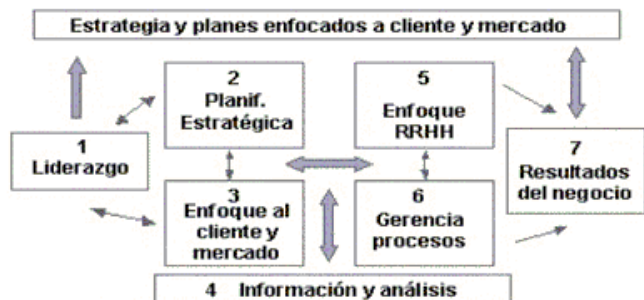 Estrategia y planes enfocados a cliente y mercado
2
Planif.
Estratégica
5
Enfoque
RRHH
1
Liderazgo
7
Resultados
del negocio
3
Enfoque al
cliente y
mercado
6
Gerencia
procesos
4 Información y análisis